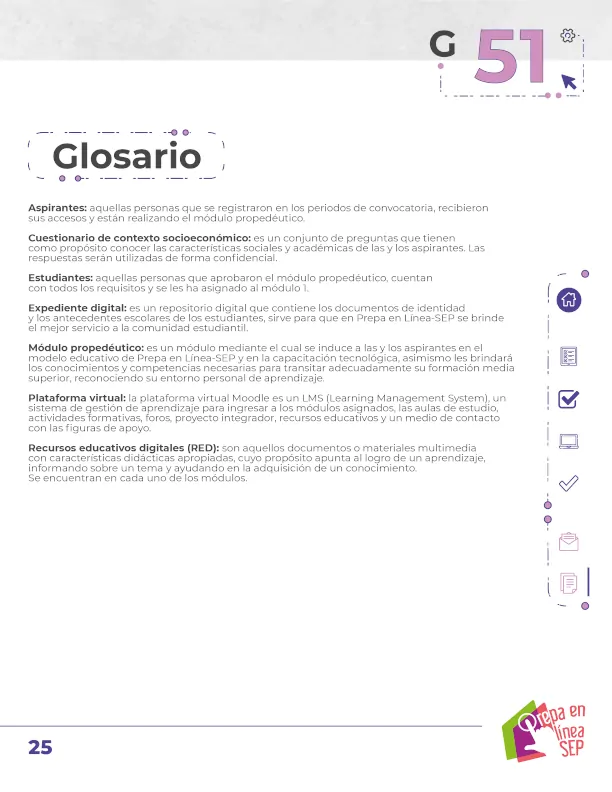 G 51
Glosario
Aspirantes: aquellas personas que se registraron en los periodos de convocatoria, recibieron
sus accesos y están realizando el módulo propedéutico.
Cuestionario de contexto socioeconómico: es un conjunto de preguntas que tienen
como propósito conocer las características sociales y académicas de las y los aspirantes. Las
respuestas serán utilizadas de forma confidencial.
Estudiantes: aquellas personas que aprobaron el módulo propedéutico, cuentan
con todos los requisitos y se les ha asignado al módulo 1.
Expediente digital: es un repositorio digital que contiene los documentos de identidad
y los antecedentes escolares de los estudiantes, sirve para que en Prepa en Línea-SEP se brinde
el mejor servicio a la comunidad estudiantil.
Módulo propedéutico: es un módulo mediante el cual se induce a las y los aspirantes en el
modelo educativo de Prepa en Línea-SEP y en la capacitación tecnológica, asimismo les brindará
los conocimientos y competencias necesarias para transitar adecuadamente su formación media
superior, reconociendo su entorno personal de aprendizaje.
Plataforma virtual: la plataforma virtual Moodle es un LMS (Learning Management System), un
sistema de gestión de aprendizaje para ingresar a los módulos asignados, las aulas de estudio,
actividades formativas, foros, proyecto integrador, recursos educativos y un medio de contacto
con las figuras de apoyo.
Recursos educativos digitales (RED): son aquellos documentos o materiales multimedia
con características didácticas apropiadas, cuyo propósito apunta al logro de un aprendizaje,
informando sobre un tema y ayudando en la adquisición de un conocimiento.
Se encuentran en cada uno de los módulos.
25
Prepa en
línea
SEP